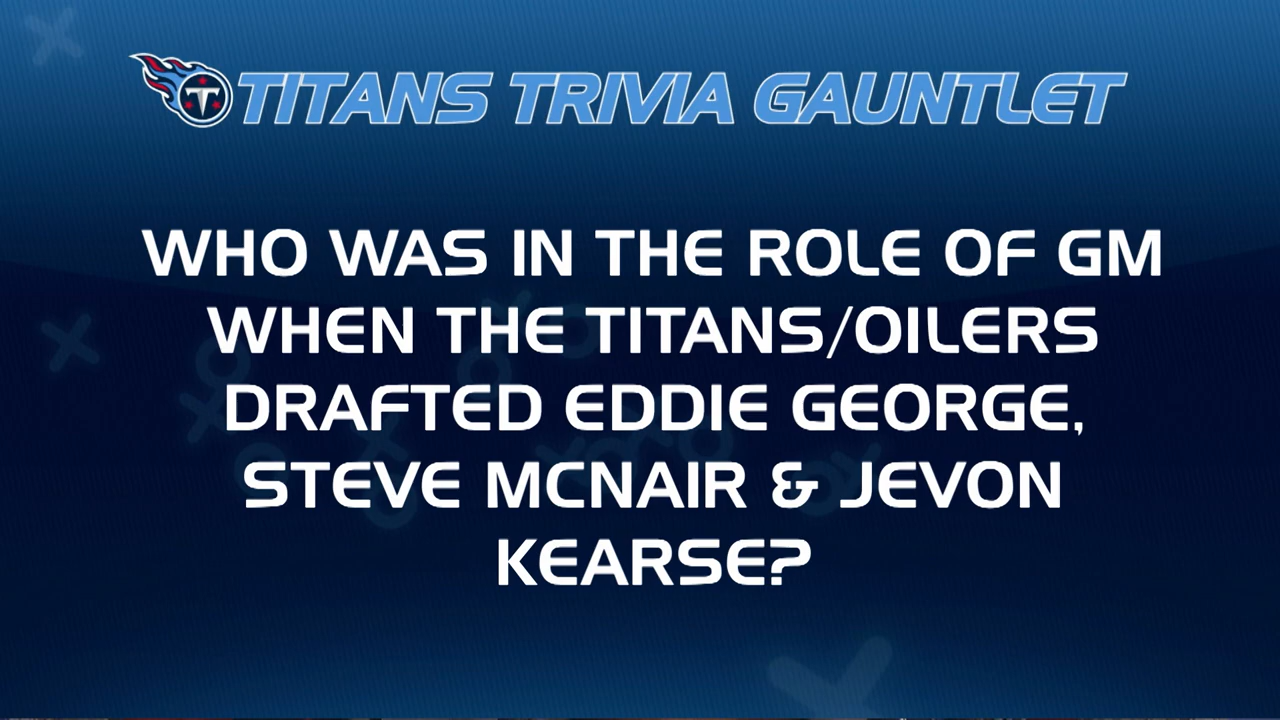 TITANS TRIVIA GAUNTLET
WHO WAS IN THE ROLE OF GM
WHEN THE TITANS/OILERS
DRAFTED EDDIE GEORGE,
STEVE MCNAIR & JEVON
KEARSE?